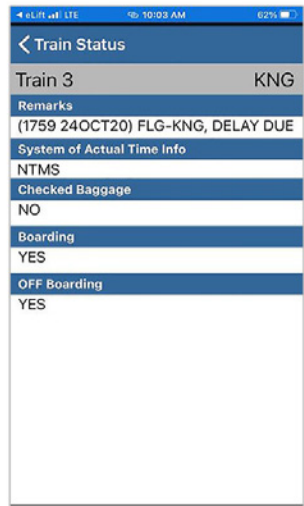 eLift LTE 10:03 AM 62%
Train Status
Train 3 KNG
Remarks
(1759 24OCT20) FLG-KNG, DELAY DUE
System of Actual Time Info
NTMS
Checked Baggage
NO
Boarding
YES
OFF Boarding
YES